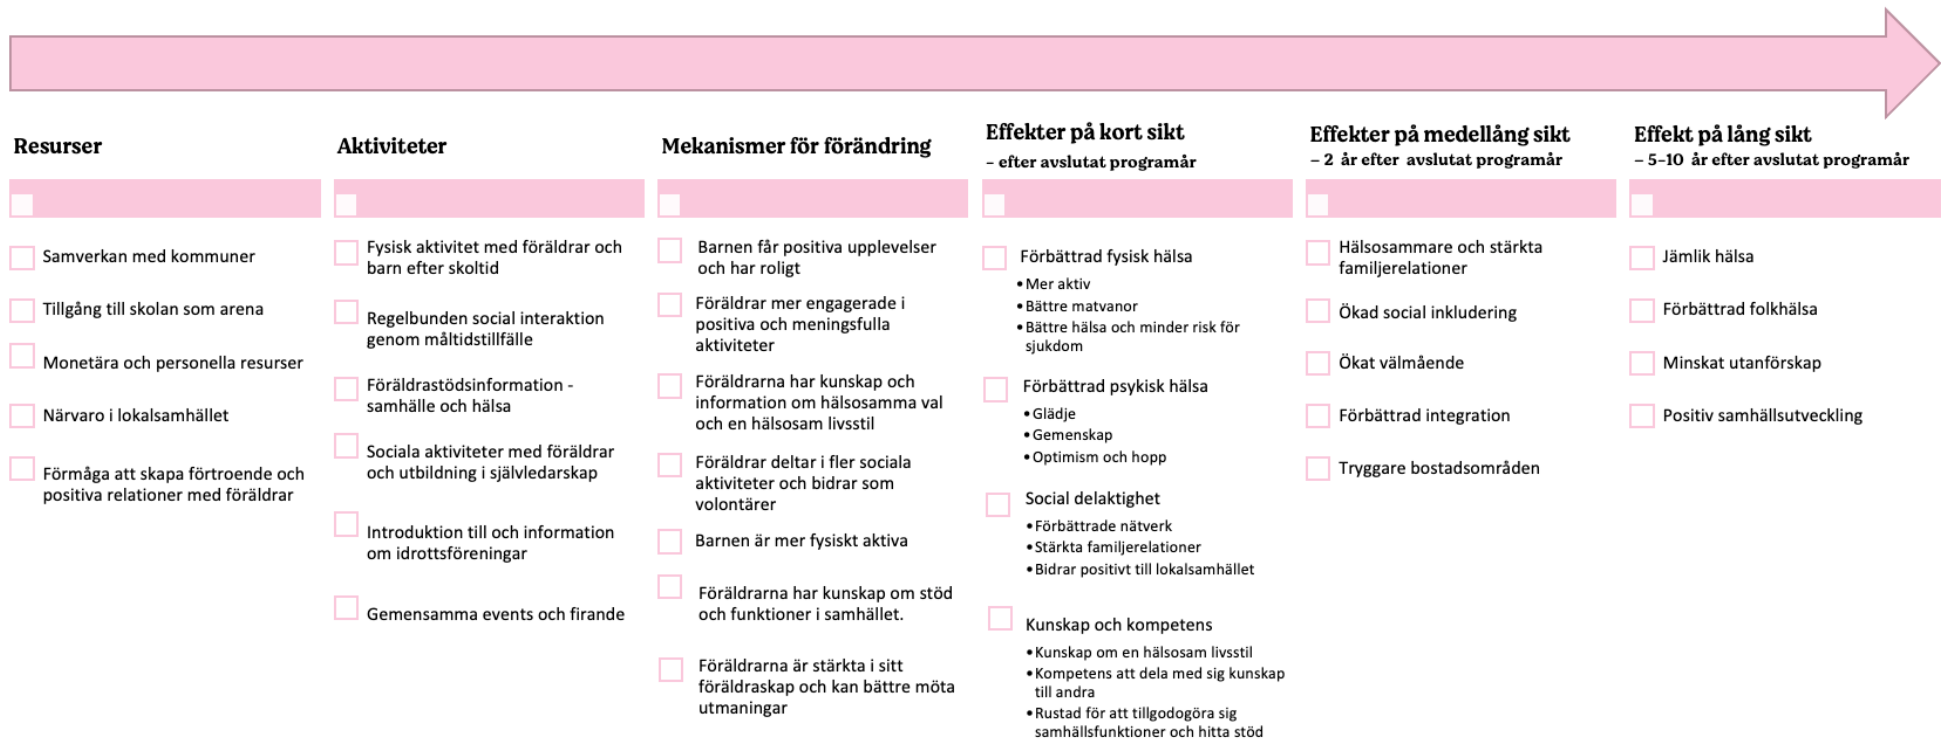 Resurser
Samverkan med kommuner
Tillgång till skolan som arena
Monetära och personella resurser
Närvaro i lokalsamhället
Förmåga att skapa förtroende och
positiva relationer med föräldrar
Aktiviteter
Fysisk aktivitet med föräldrar och
barn efter skoltid
Regelbunden social interaktion
genom måltidstillfälle
Föräldrastödsinformation -
samhälle och hälsa
Sociala aktiviteter med föräldrar
och utbildning i självledarskap
Introduktion till och information
om idrottsföreningar
Gemensamma events och firande
Mekanismer för förändring
Barnen får positiva upplevelser
och har roligt
Föräldrar mer engagerade i
positiva och meningsfulla
aktiviteter
Föräldrarna har kunskap och
information om hälsosamma val
och en hälsosam livsstil
Föräldrar deltar i fler sociala
aktiviteter och bidrar som
volontärer
Barnen är mer fysiskt aktiva
Föräldrarna har kunskap om stöd
och funktioner i samhället.
Föräldrarna är stärkta i sitt
föräldraskap och kan bättre möta
utmaningar
Effekter på kort sikt
– efter avslutat programår
Förbättrad fysisk hälsa
• Mer aktiv
• Bättre matvanor
• Bättre hälsa och minder risk för
sjukdom
Förbättrad psykisk hälsa
• Glädje
• Gemenskap
• Optimism och hopp
Social delaktighet
• Förbättrade nätverk
• Stärkta familjerelationer
• Bidrar positivt till lokalsamhället
Kunskap och kompetens
• Kunskap om en hälsosam livsstil
• Kompetens att dela med sig kunskap
till andra
• Rustad för att tillgodogöra sig
samhällsfunktioner och hitta stöd
Effekter på medellång sikt
– 2 år efter avslutat programår
Hälsosammare och stärkta
familjerelationer
Ökad social inkludering
Ökat välmående
Förbättrad integration
Tryggare bostadsområden
Effekt på lång sikt
– 5-10 år efter avslutat programår
Jämlik hälsa
Förbättrad folkhälsa
Minskat utanförskap
Positiv samhällsutveckling